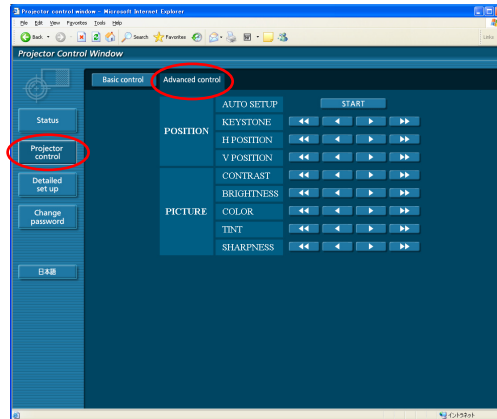 Projector control window - Microsoft Internet Explorer
File Edit View Favorites Tools Help
Back Search Favorites Links
Projector Control Window
Basic control Advanced control
Status
Projector
control
Detailed
set up
Change
password
日本語
POSITION
AUTO SETUP START
KEYSTONE
H POSITION
V POSITION
PICTURE
CONTRAST
BRIGHTNESS
COLOR
TINT
SHARPNESS
イントラネット